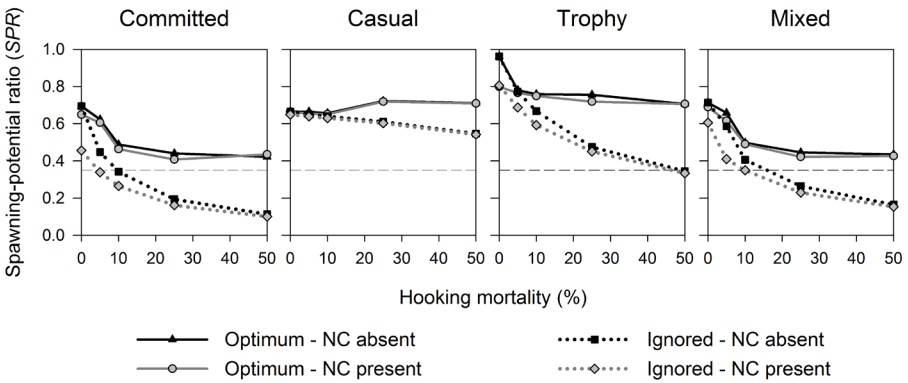 Committed Casual Trophy Mixed
Spawning-potential ratio (SPR)
1.0
0.8
0.6
0.4
0.2
0.0
0 10 20 30 40 50 0 10 20 30 40 50 0 10 20 30 40 50 0 10 20 30 40 50
Hooking mortality (%)
Optimum - NC absent Ignored - NC absent
Optimum - NC present Ignored - NC present